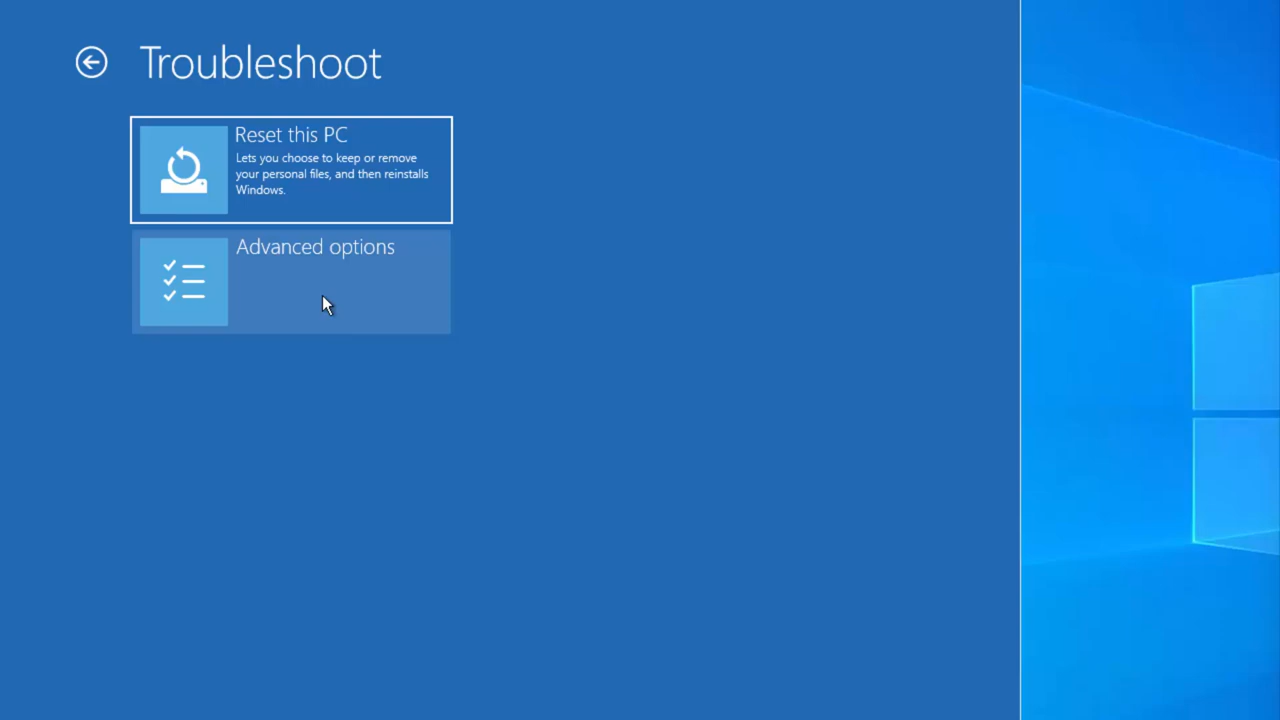 Troubleshoot
Reset this PC
Lets you choose to keep or remove
your personal files, and then reinstalls
Windows.
Advanced options